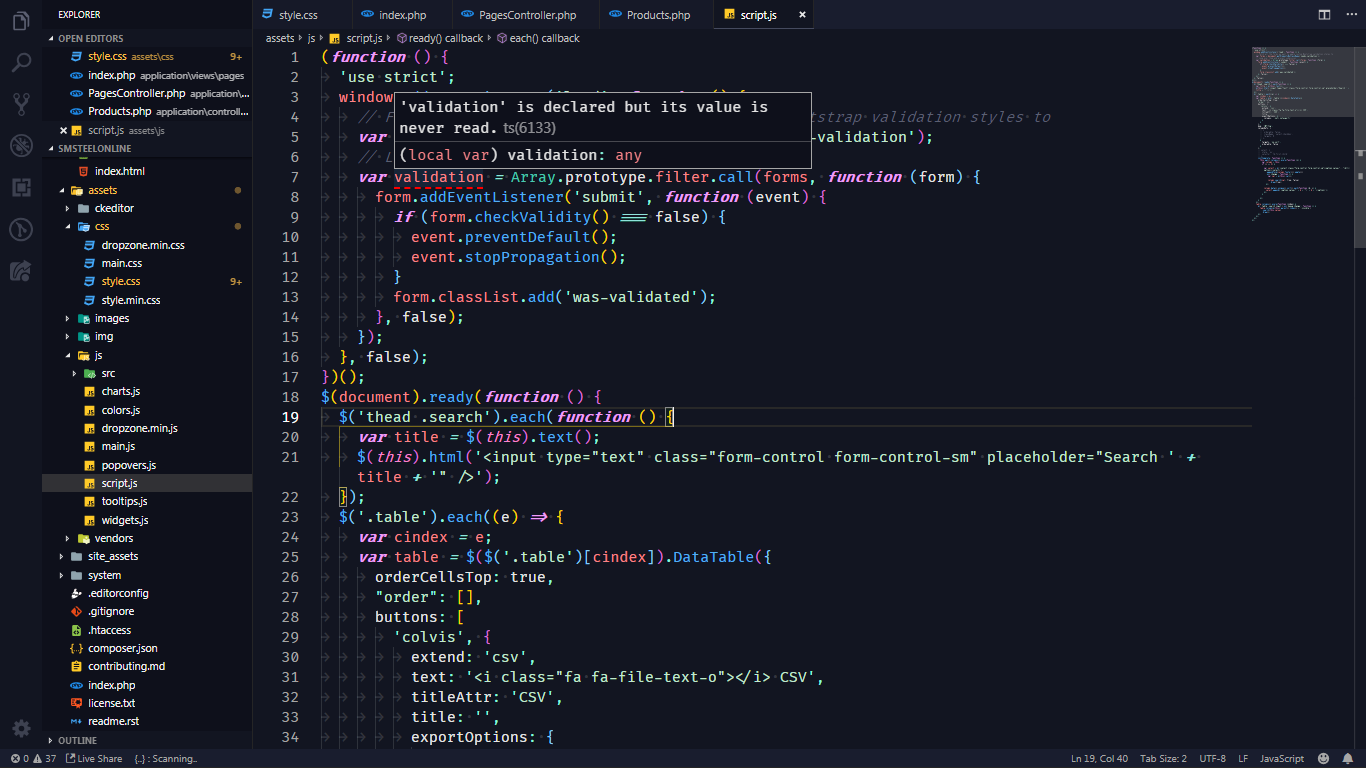 EXPLORER
OPEN EDITORS
style.css assets\css 9+
index.php application\views\pages
PagesController.php application\...
Products.php application\controll...
script.js assets\js
SMSTEELONLINE
index.html
assets
ckeditor
css
dropzone.min.css
main.css
style.css 9+
style.min.css
images
img
js
src
charts.js
colors.js
dropzone.min.js
main.js
popovers.js
script.js
tooltips.js
widgets.js
vendors
site_assets
system
.editorconfig
.gitignore
.htaccess
composer.json
contributing.md
index.php
license.txt
readme.rst
OUTLINE
style.css index.php PagesController.php Products.php script.js ×
assets › js › script.js › ready() callback › each() callback
1 (function () {
2 'use strict';
3 window
'validation' is declared but its value is
never read. ts(6133)
(local var) validation: any
4 // F tstrap validation styles to
5 var -validation');
6 // L
7 var validation = Array.prototype.filter.call(forms, function (form) {
8 form.addEventListener('submit', function (event) {
9 if (form.checkValidity() === false) {
10 event.preventDefault();
11 event.stopPropagation();
12 }
13 form.classList.add('was-validated');
14 }, false);
15 });
16 }, false);
17 })();
18 $(document).ready(function () {
19 $('thead .search').each(function () {
20 var title = $(this).text();
21 $(this).html('<input type="text" class="form-control form-control-sm" placeholder="Search ' +
title + '" />');
22 });
23 $('.table').each((e) => {
24 var cindex = e;
25 var table = $($('.table')[cindex]).DataTable({
26 orderCellsTop: true,
27 "order": [],
28 buttons: [
29 'colvis', {
30 extend: 'csv',
31 text: '<i class="fa fa-file-text-o"></i> CSV',
32 titleAttr: 'CSV',
33 title: '',
34 exportOptions: {
0 37 Live Share {..} : Scanning.. Ln 19, Col 40 Tab Size: 2 UTF-8 LF JavaScript